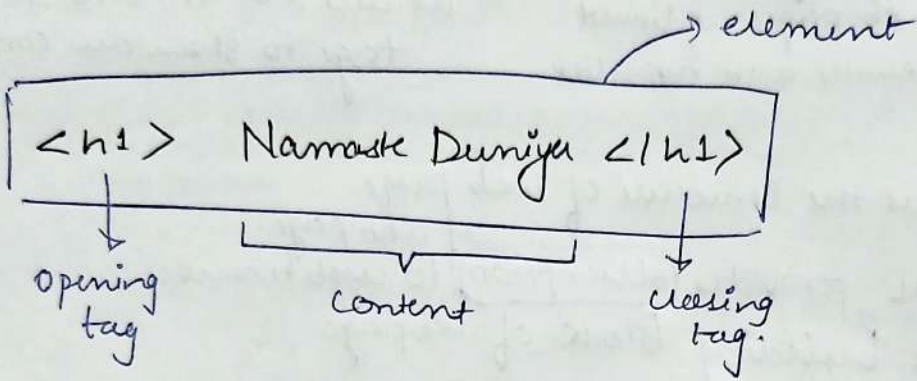 element
<h1> Namaste Duniya </h1>
opening
tag
content
closing
tag.